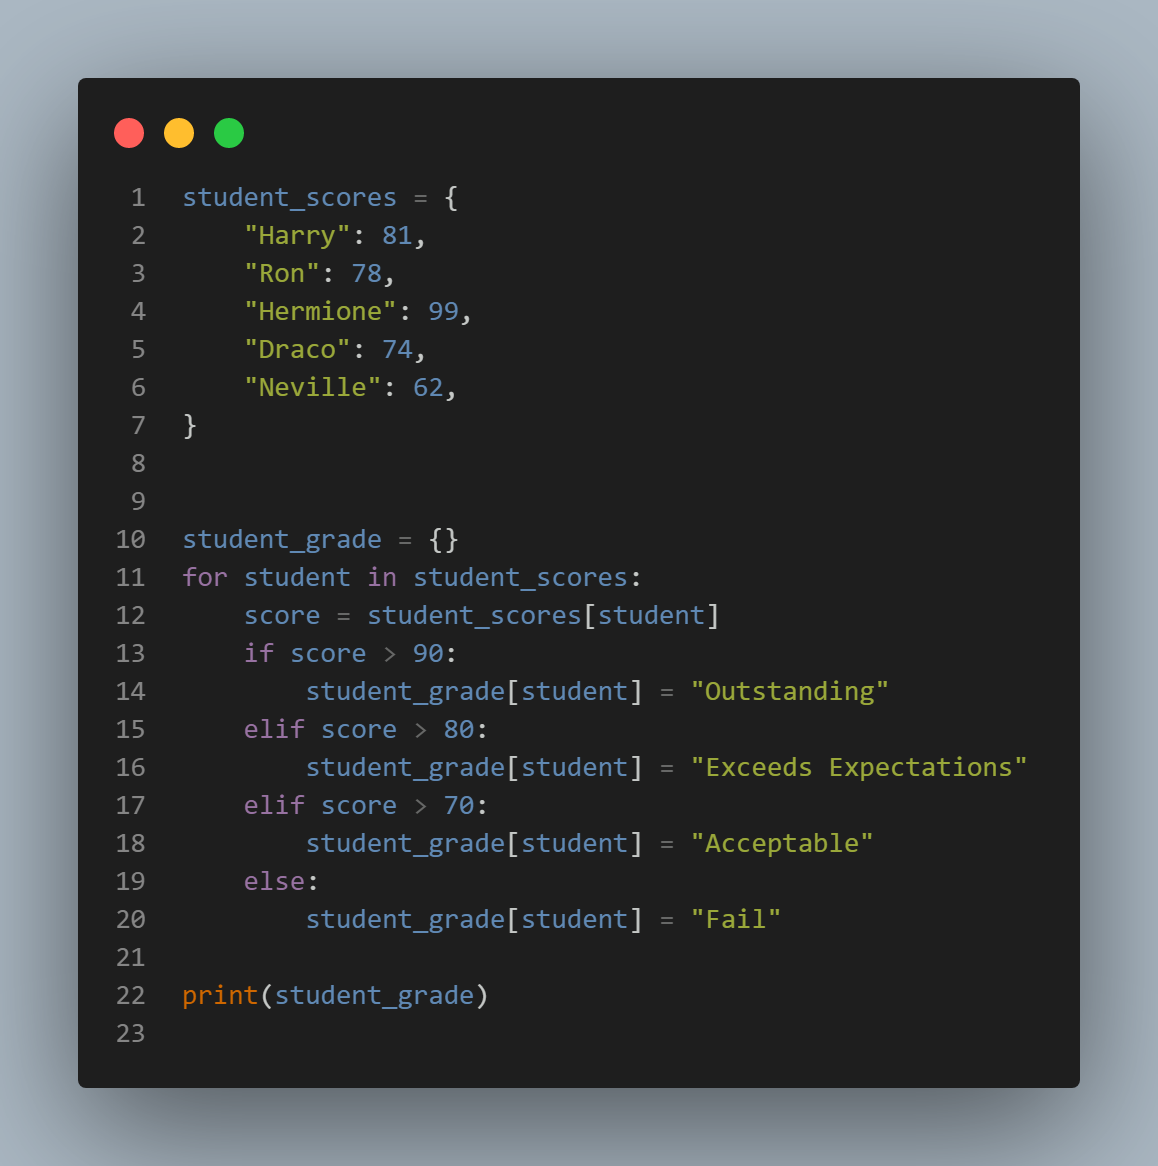 1 student_scores = {
2     "Harry": 81,
3     "Ron": 78,
4     "Hermione": 99,
5     "Draco": 74,
6     "Neville": 62,
7 }
8
9
10 student_grade = {}
11 for student in student_scores:
12     score = student_scores[student]
13     if score > 90:
14         student_grade[student] = "Outstanding"
15     elif score > 80:
16         student_grade[student] = "Exceeds Expectations"
17     elif score > 70:
18         student_grade[student] = "Acceptable"
19     else:
20         student_grade[student] = "Fail"
21
22 print(student_grade)
23